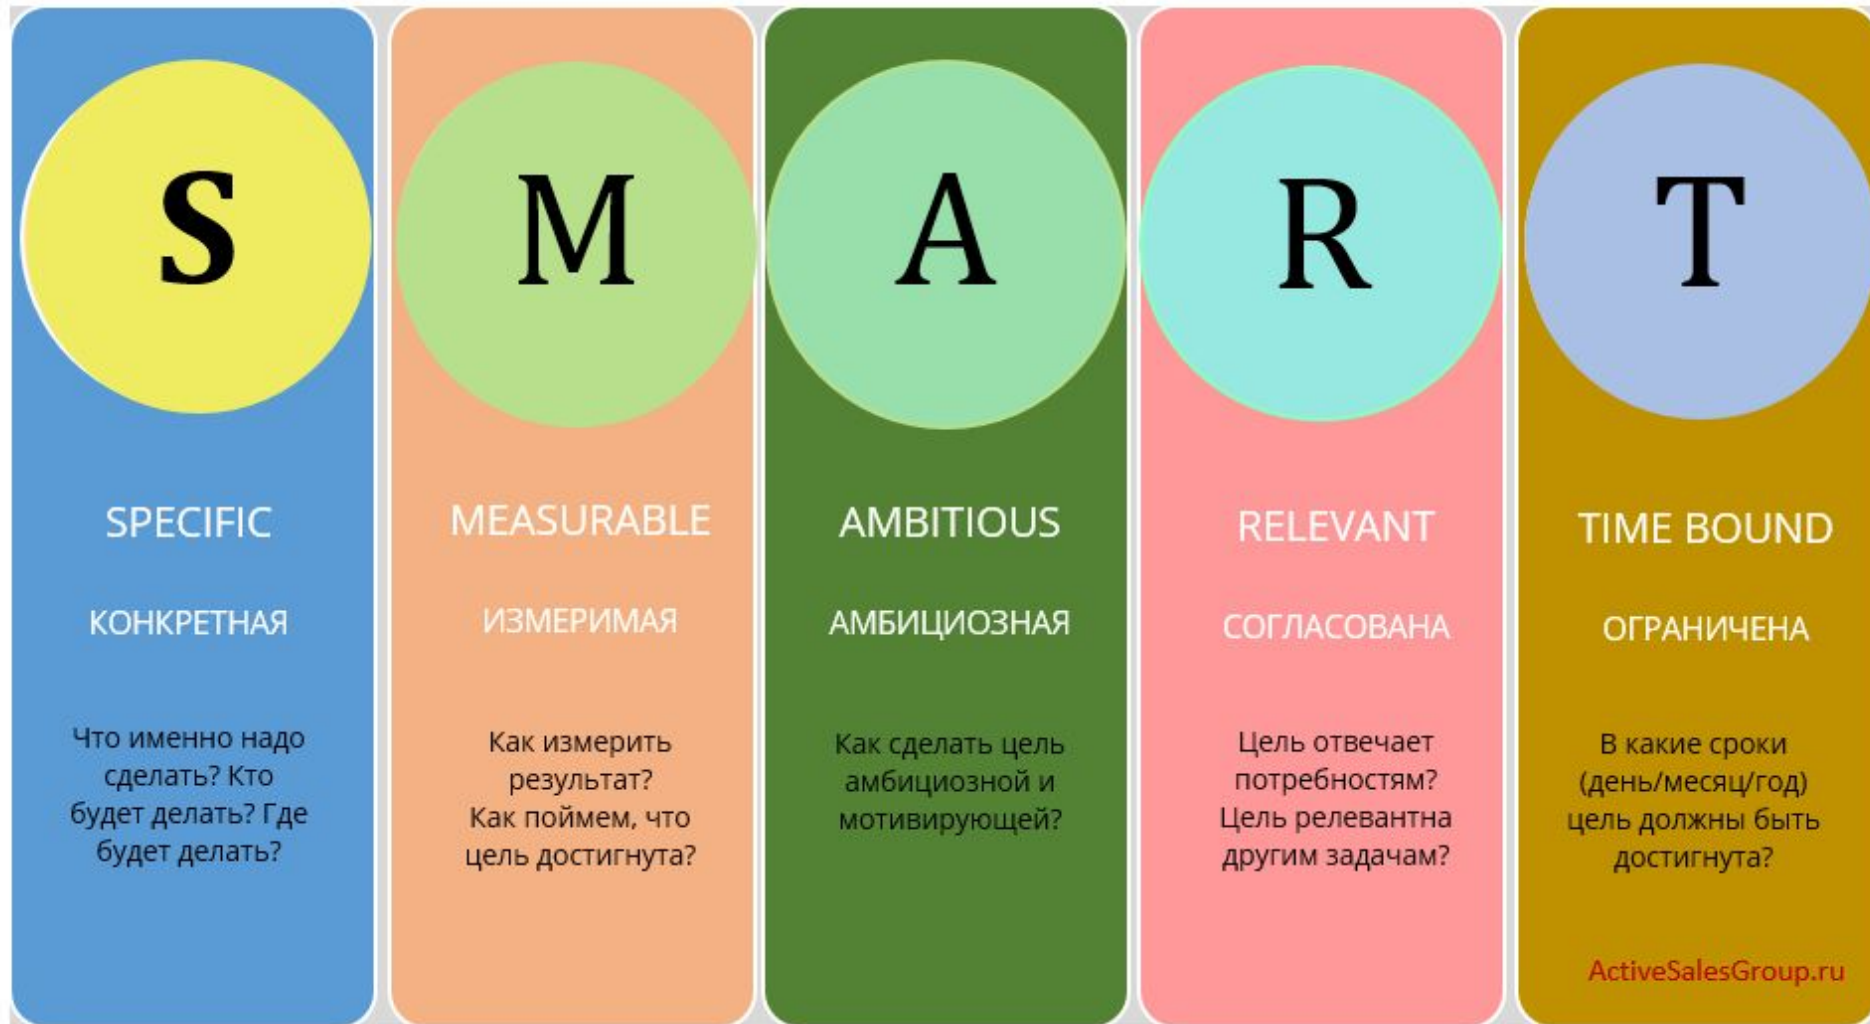 S
SPECIFIC
КОНКРЕТНАЯ
Что именно надо
сделать? Кто
будет делать? Где
будет делать?
M
MEASURABLE
ИЗМЕРИМАЯ
Как измерить
результат?
Как поймем, что
цель достигнута?
A
AMBITIOUS
АМБИЦИОЗНАЯ
Как сделать цель
амбициозной и
мотивирующей?
R
RELEVANT
СОГЛАСОВАНА
Цель отвечает
потребностям?
Цель релевантна
другим задачам?
T
TIME BOUND
ОГРАНИЧЕНА
В какие сроки
(день/месяц/год)
цель должны быть
достигнута?
ActiveSalesGroup.ru